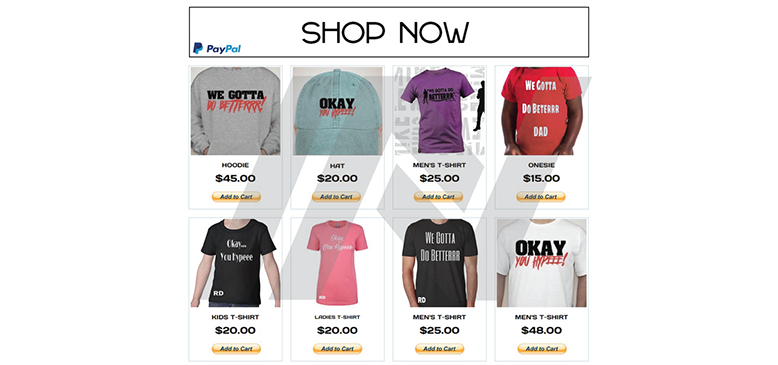 SHOP NOW
PayPal
WE GOTTA
DO BETTERRR!
OKAY
YOU HYPEEE!
WE GOTTA DO
BETTERRR
We Gotta
Do Beterrr
Dad
HOODIE
HAT
MEN'S T-SHIRT
ONESIE
$45.00
$20.00
$25.00
$15.00
Add to Cart
Add to Cart
Add to Cart
Add to Cart
Okay...
You Hypeee
RD
Okay
You Hypeee
RD
We Gotta
Do Betterrr
RD
OKAY
YOU HYPEEE!
KIDS T-SHIRT
LADIES T-SHIRT
MEN'S T-SHIRT
MEN'S T-SHIRT
$20.00
$20.00
$25.00
$48.00
Add to Cart
Add to Cart
Add to Cart
Add to Cart